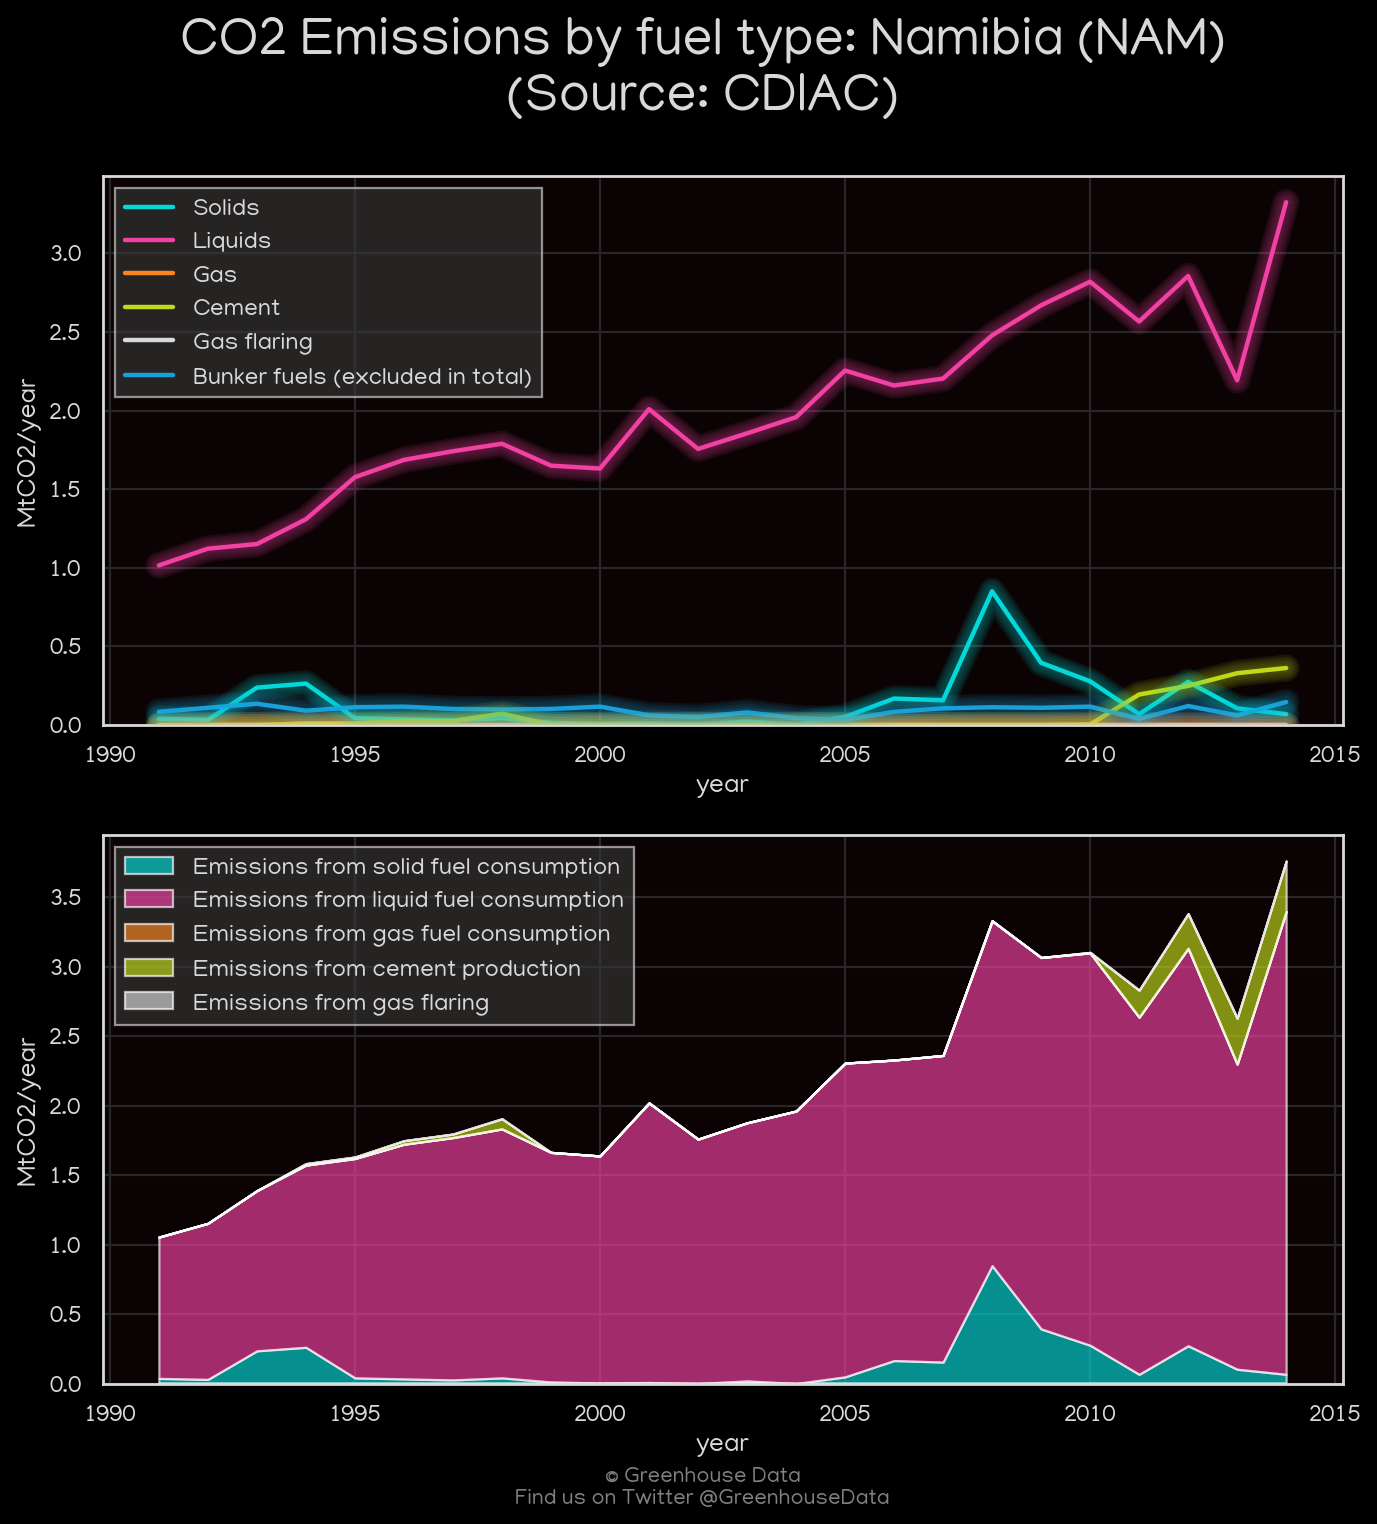 CO2 Emissions by fuel type: Namibia (NAM)
(Source: CDIAC)
Solids
Liquids
Gas
Cement
Gas flaring
Bunker fuels (excluded in total)
MtCO2/year
3.0
2.5
2.0
1.5
1.0
0.5
0.0
1990 1995 2000 2005 2010 2015
year
Emissions from solid fuel consumption
Emissions from liquid fuel consumption
Emissions from gas fuel consumption
Emissions from cement production
Emissions from gas flaring
MtCO2/year
3.5
3.0
2.5
2.0
1.5
1.0
0.5
0.0
1990 1995 2000 2005 2010 2015
year
© Greenhouse Data
Find us on Twitter @GreenhouseData